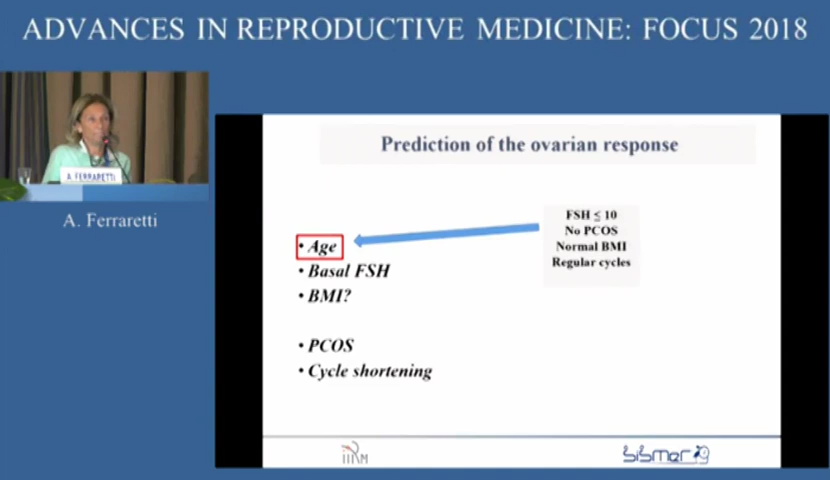 ADVANCES IN REPRODUCTIVE MEDICINE: FOCUS 2018
A. FERRARETTI
A. Ferraretti
Prediction of the ovarian response
FSH ≤ 10
No PCOS
Normal BMI
Regular cycles
• Age
• Basal FSH
• BMI?
• PCOS
• Cycle shortening
sismer